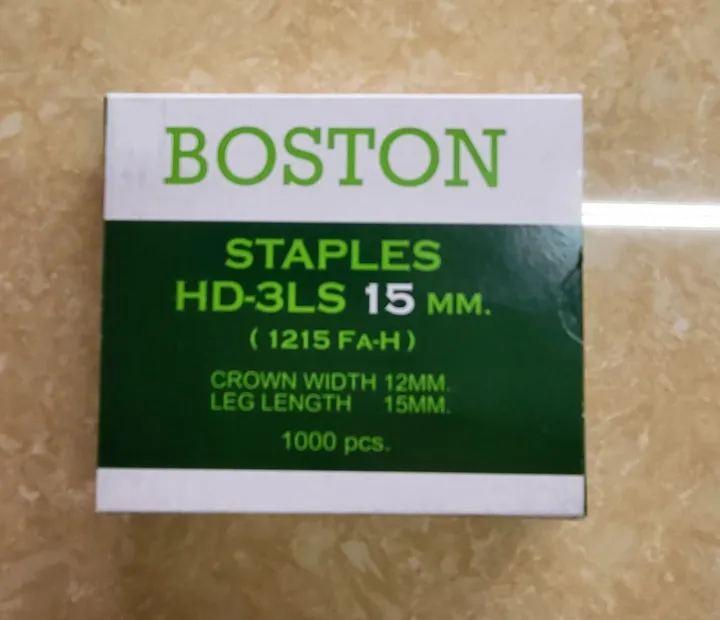 BOSTON
STAPLES
HD-3LS 15 MM.
( 1215 FA-H )
CROWN WIDTH 12MM.
LEG LENGTH 15MM.
1000 pcs.